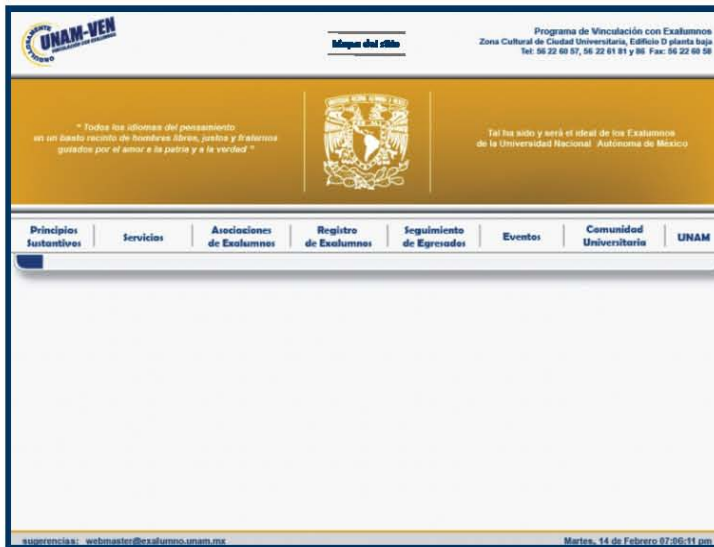 UNAM-VEN
VINCULACIÓN CON EXALUMNOS
ORGULLOSAMENTE
Mapa del sitio
Programa de Vinculación con Exalumnos
Zona Cultural de Ciudad Universitaria, Edificio D planta baja
Tel: 56 22 60 57, 56 22 61 81 y 86 Fax: 56 22 60 58
" Todos los idiomas del pensamiento
en un basto recinto de hombres libres, justos y fraternos
guiados por el amor a la patria y a la verdad "
Tal ha sido y será el ideal de los Exalumnos
de la Universidad Nacional Autónoma de México
Principios
Sustantivos
Servicios
Asociaciones
de Exalumnos
Registro
de Exalumnos
Seguimiento
de Egresados
Eventos
Comunidad
Universitaria
UNAM
sugerencias: webmaster@exalumno.unam.mx
Martes, 14 de Febrero 07:06:11 pm